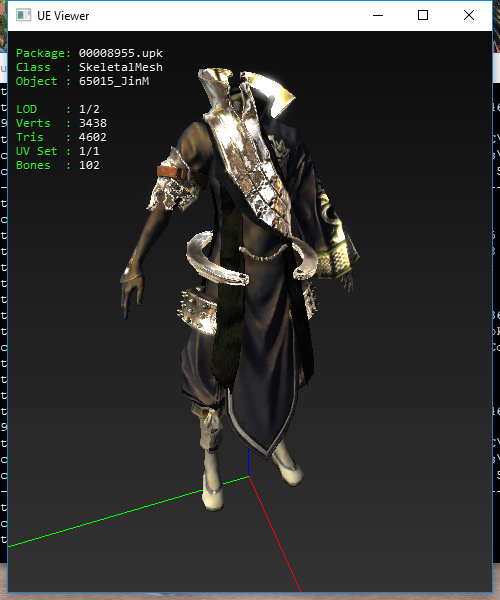 UE Viewer
Package: 00008955.upk
Class : SkeletalMesh
Object : 65015_JinM
LOD : 1/2
Verts : 3438
Tris : 4602
UV Set : 1/1
Bones : 102